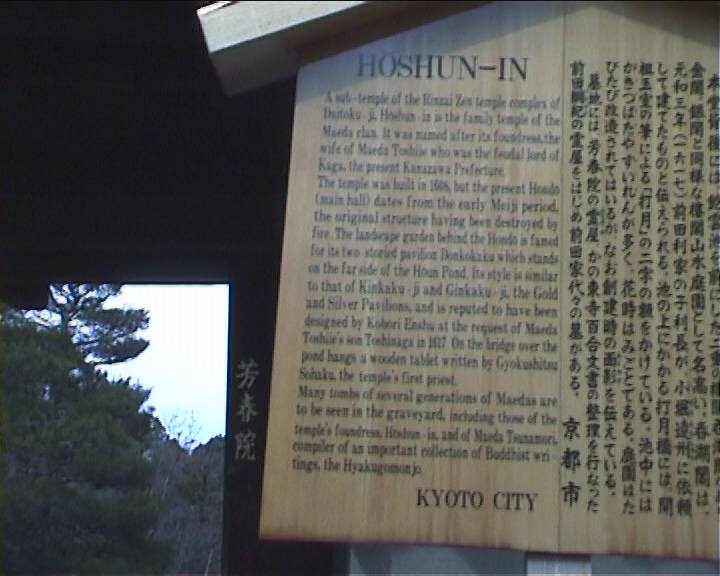 HOSHUN-IN
A sub-temple of the Rinzai Zen temple complex of
Daitoku-ji, Hoshun-in is the family temple of the
Maeda clan. It was named after its foundress, the
wife of Maeda Toshiie who was the feudal lord of
Kaga, the present Kanazawa Prefecture.
The temple was built in 1608, but the present Hondo
(main hall) dates from the early Meiji period,
the original structure having been destroyed by
fire. The landscape garden behind the Hondo is famed
for its two-storied pavilion Donkokaku which stands
on the far side of the Houn Pond. Its style is similar
to that of Kinkaku-ji and Ginkaku-ji, the Gold
and Silver Pavilions, and is reputed to have been
designed by Kobori Enshu at the request of Maeda
Toshiie's son Toshinaga in 1617. On the bridge over the
pond hangs a wooden tablet written by Gyokushitsu
Sohaku, the temple's first priest.
Many tombs of several generations of Maedas are
to be seen in the graveyard, including those of the
temple's foundress, Hoshun-in, and of Maeda Tsunamori,
compiler of an important collection of Buddhist wri-
tings, the Hyakugomonjo.
KYOTO CITY
金閣、銀閣と同様な楼閣山水庭園として名高い。呑湖閣は、
元和三年(一六一七)前田利家の子利長が、小堀遠州に依頼
して建てたものと伝えられる。池の上にかかる打月橋には、開
祖玉室の筆による「打月」の二字の額をかけている。池中には
かきつばたやすいれんが多く、花時はみごとである。庭園はた
びたび改造されてはいるが、なお創建時の面影を伝えている。
墓地には、芳春院の霊屋、かの東寺百合文書の整理を行なった
前田綱紀の霊屋をはじめ前田家代々の墓がある。
京都市
芳春院